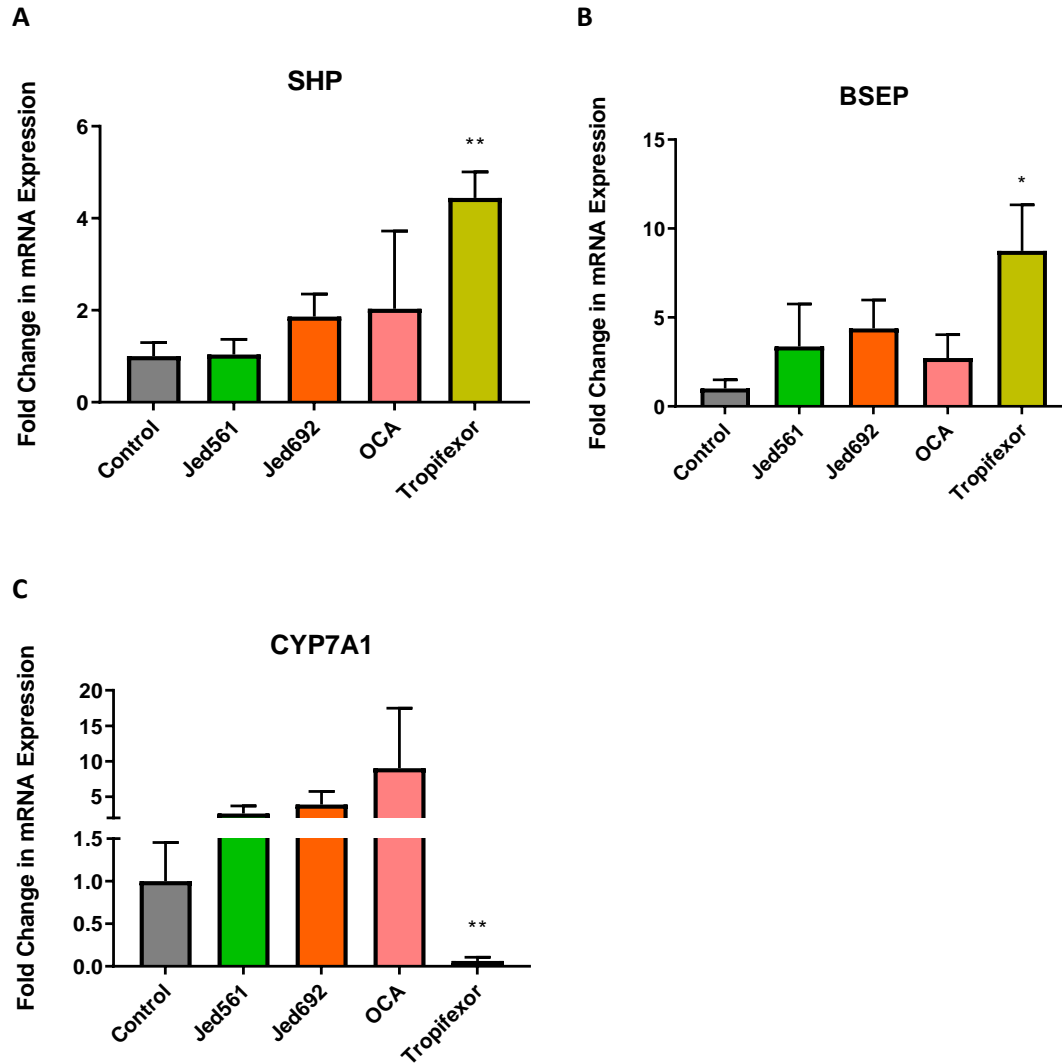 A
SHP
Fold Change in mRNA Expression
6
4
2
0
**
Control
Jed561
Jed692
OCA
Tropifexor
B
BSEP
Fold Change in mRNA Expression
15
10
5
0
*
Control
Jed561
Jed692
OCA
Tropifexor
C
CYP7A1
Fold Change in mRNA Expression
20
15
10
5
1.5
1.0
0.5
0.0
**
Control
Jed561
Jed692
OCA
Tropifexor